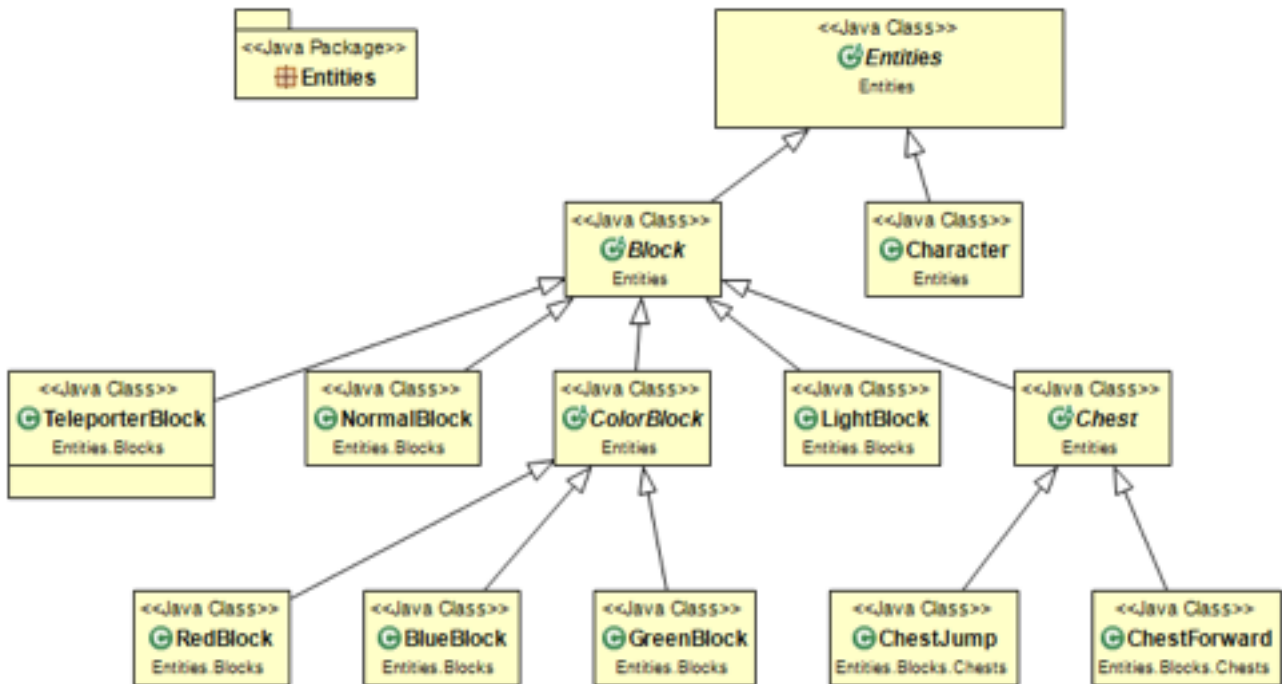 <<Java Package>>
Entities
<<Java Class>>
Entities
Entities
<<Java Class>>
Block
Entities
<<Java Class>>
Character
Entities
<<Java Class>>
TeleporterBlock
Entities.Blocks
<<Java Class>>
NormalBlock
Entities.Blocks
<<Java Class>>
ColorBlock
Entities
<<Java Class>>
LightBlock
Entities.Blocks
<<Java Class>>
Chest
Entities
<<Java Class>>
RedBlock
Entities.Blocks
<<Java Class>>
BlueBlock
Entities.Blocks
<<Java Class>>
GreenBlock
Entities.Blocks
<<Java Class>>
ChestJump
Entities.Blocks.Chests
<<Java Class>>
ChestForward
Entities.Blocks.Chests